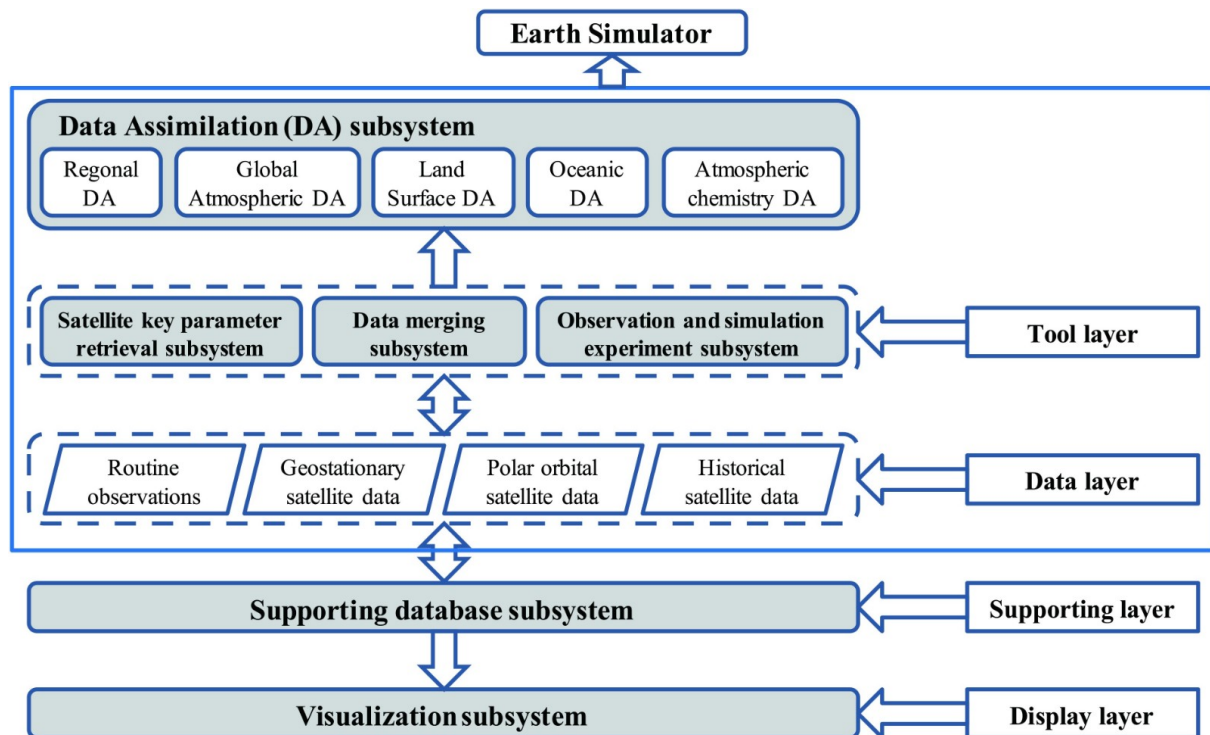 Earth Simulator
Data Assimilation (DA) subsystem
Regonal
DA
Global
Atmospheric DA
Land
Surface DA
Oceanic
DA
Atmospheric
chemistry DA
Satellite key parameter
retrieval subsystem
Data merging
subsystem
Observation and simulation
experiment subsystem
Tool layer
Routine
observations
Geostationary
satellite data
Polar orbital
satellite data
Historical
satellite data
Data layer
Supporting database subsystem
Supporting layer
Visualization subsystem
Display layer